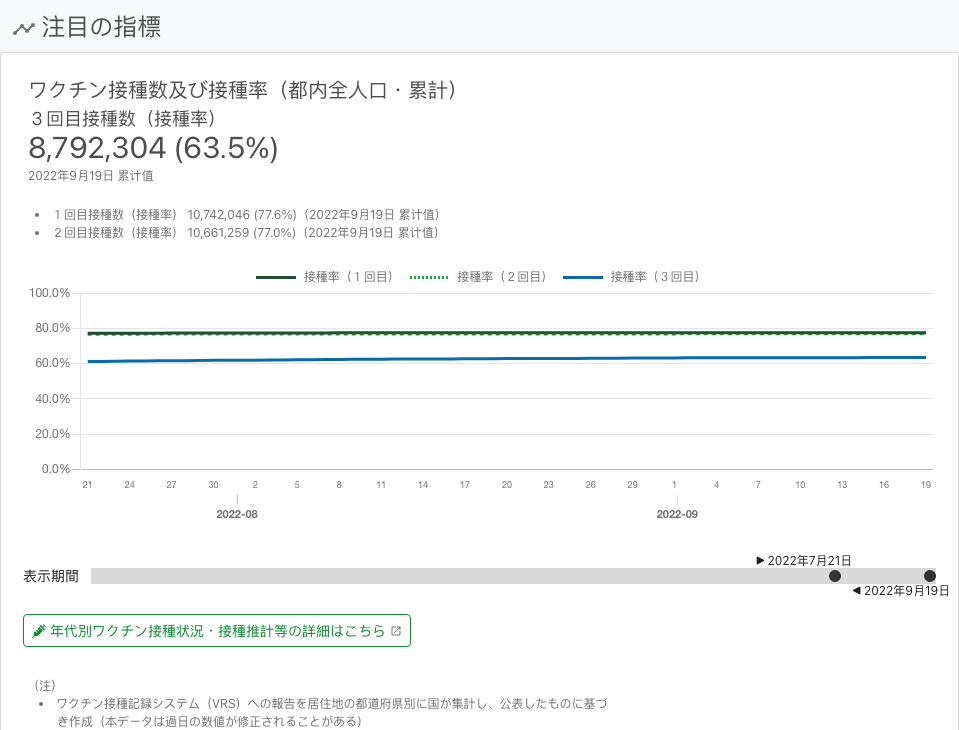 注目の指標
ワクチン接種数及び接種率（都内全人口・累計）
３回目接種数（接種率）
8,792,304 (63.5%)
2022年9月19日 累计値
１回目接種数（接種率） 10,742,046 (77.6%)（2022年9月19日 累计値）
２回目接種数（接種率） 10,661,259 (77.0%)（2022年9月19日 累计値）
接種率（１回目） 接種率（２回目） 接種率（３回目）
100.0%
80.0%
60.0%
40.0%
20.0%
0.0%
21 24 27 30 2 5 8 11 14 17 20 23 26 29 1 4 7 10 13 16 19
2022-08 2022-09
▶2022年7月21日
表示期間
◀2022年9月19日
年代別ワクチン接種状況・接種推計等の詳細はこちら
（注）
ワクチン接種記録システム（VRS）への報告を居住地の都道府県別に国が集計し、公表したものに基づ
き作成（本データは過日の数値が修正されることがある）